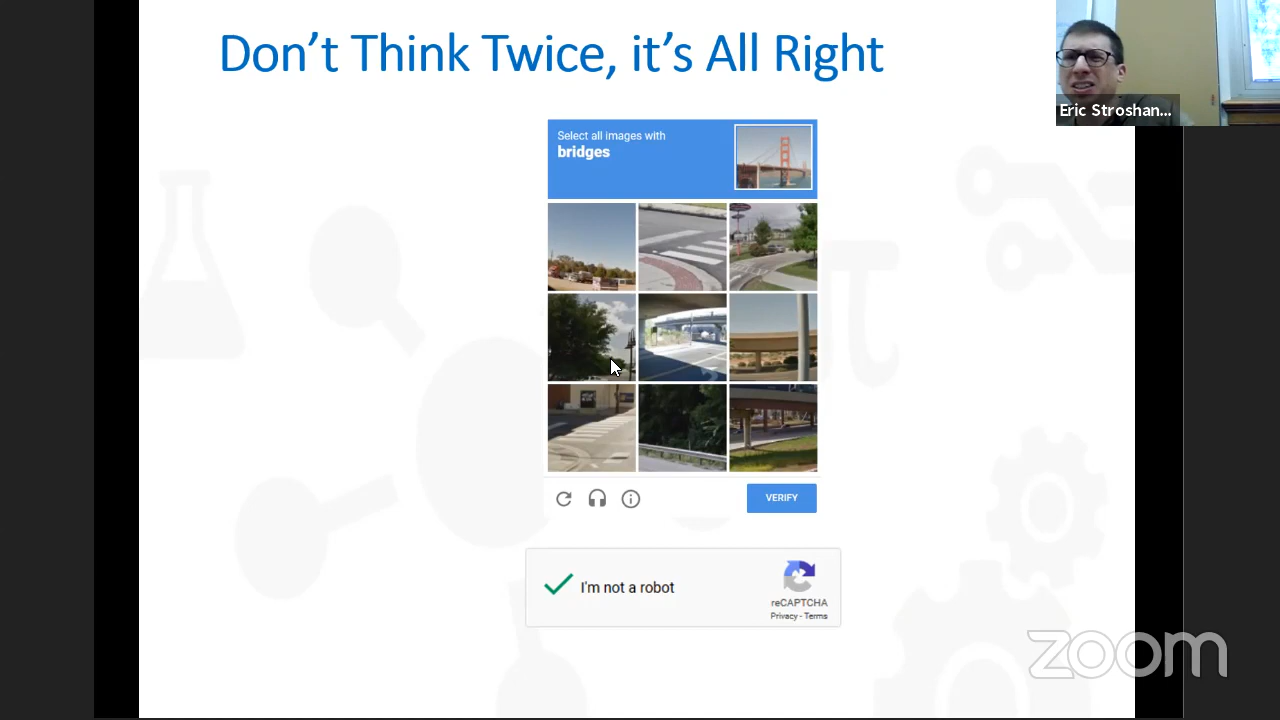 Don't Think Twice, it's All Right
Eric Stroshan...
Select all images with
bridges
VERIFY
I'm not a robot
reCAPTCHA
Privacy - Terms
zoom